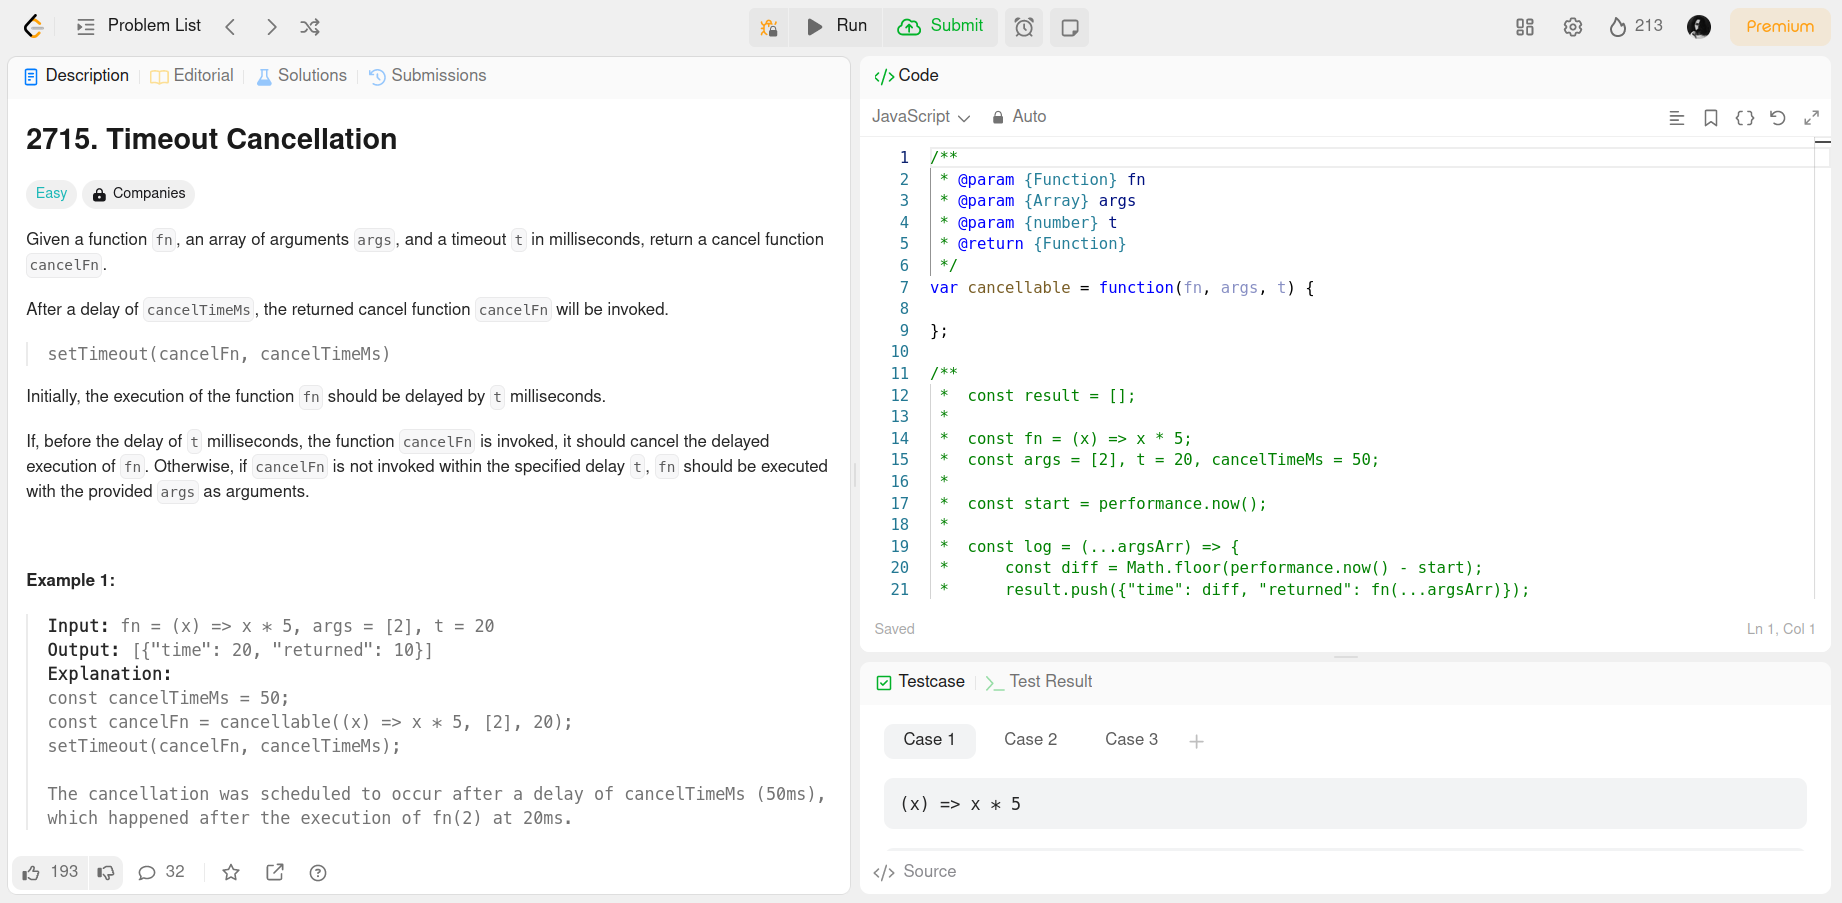 Problem List
Run
Submit
213
Premium
Description
Editorial
Solutions
Submissions
2715. Timeout Cancellation
Easy
Companies
Given a function fn, an array of arguments args, and a timeout t in milliseconds, return a cancel function
cancelFn.
After a delay of cancelTimeMs, the returned cancel function cancelFn will be invoked.
setTimeout(cancelFn, cancelTimeMs)
Initially, the execution of the function fn should be delayed by t milliseconds.
If, before the delay of t milliseconds, the function cancelFn is invoked, it should cancel the delayed
execution of fn. Otherwise, if cancelFn is not invoked within the specified delay t, fn should be executed
with the provided args as arguments.
Example 1:
Input: fn = (x) => x * 5, args = [2], t = 20
Output: [{"time": 20, "returned": 10}]
Explanation:
const cancelTimeMs = 50;
const cancelFn = cancellable((x) => x * 5, [2], 20);
setTimeout(cancelFn, cancelTimeMs);
The cancellation was scheduled to occur after a delay of cancelTimeMs (50ms),
which happened after the execution of fn(2) at 20ms.
193
32
</> Code
JavaScript
Auto
1 /**
2 * @param {Function} fn
3 * @param {Array} args
4 * @param {number} t
5 * @return {Function}
6 */
7 var cancellable = function(fn, args, t) {
8
9 };
10
11 /**
12 *  const result = [];
13 *
14 *  const fn = (x) => x * 5;
15 *  const args = [2], t = 20, cancelTimeMs = 50;
16 *
17 *  const start = performance.now();
18 *
19 *  const log = (...argsArr) => {
20 *      const diff = Math.floor(performance.now() - start);
21 *      result.push({"time": diff, "returned": fn(...argsArr)});
Saved
Ln 1, Col 1
Testcase
>_ Test Result
Case 1
Case 2
Case 3
+
(x) => x * 5
</> Source